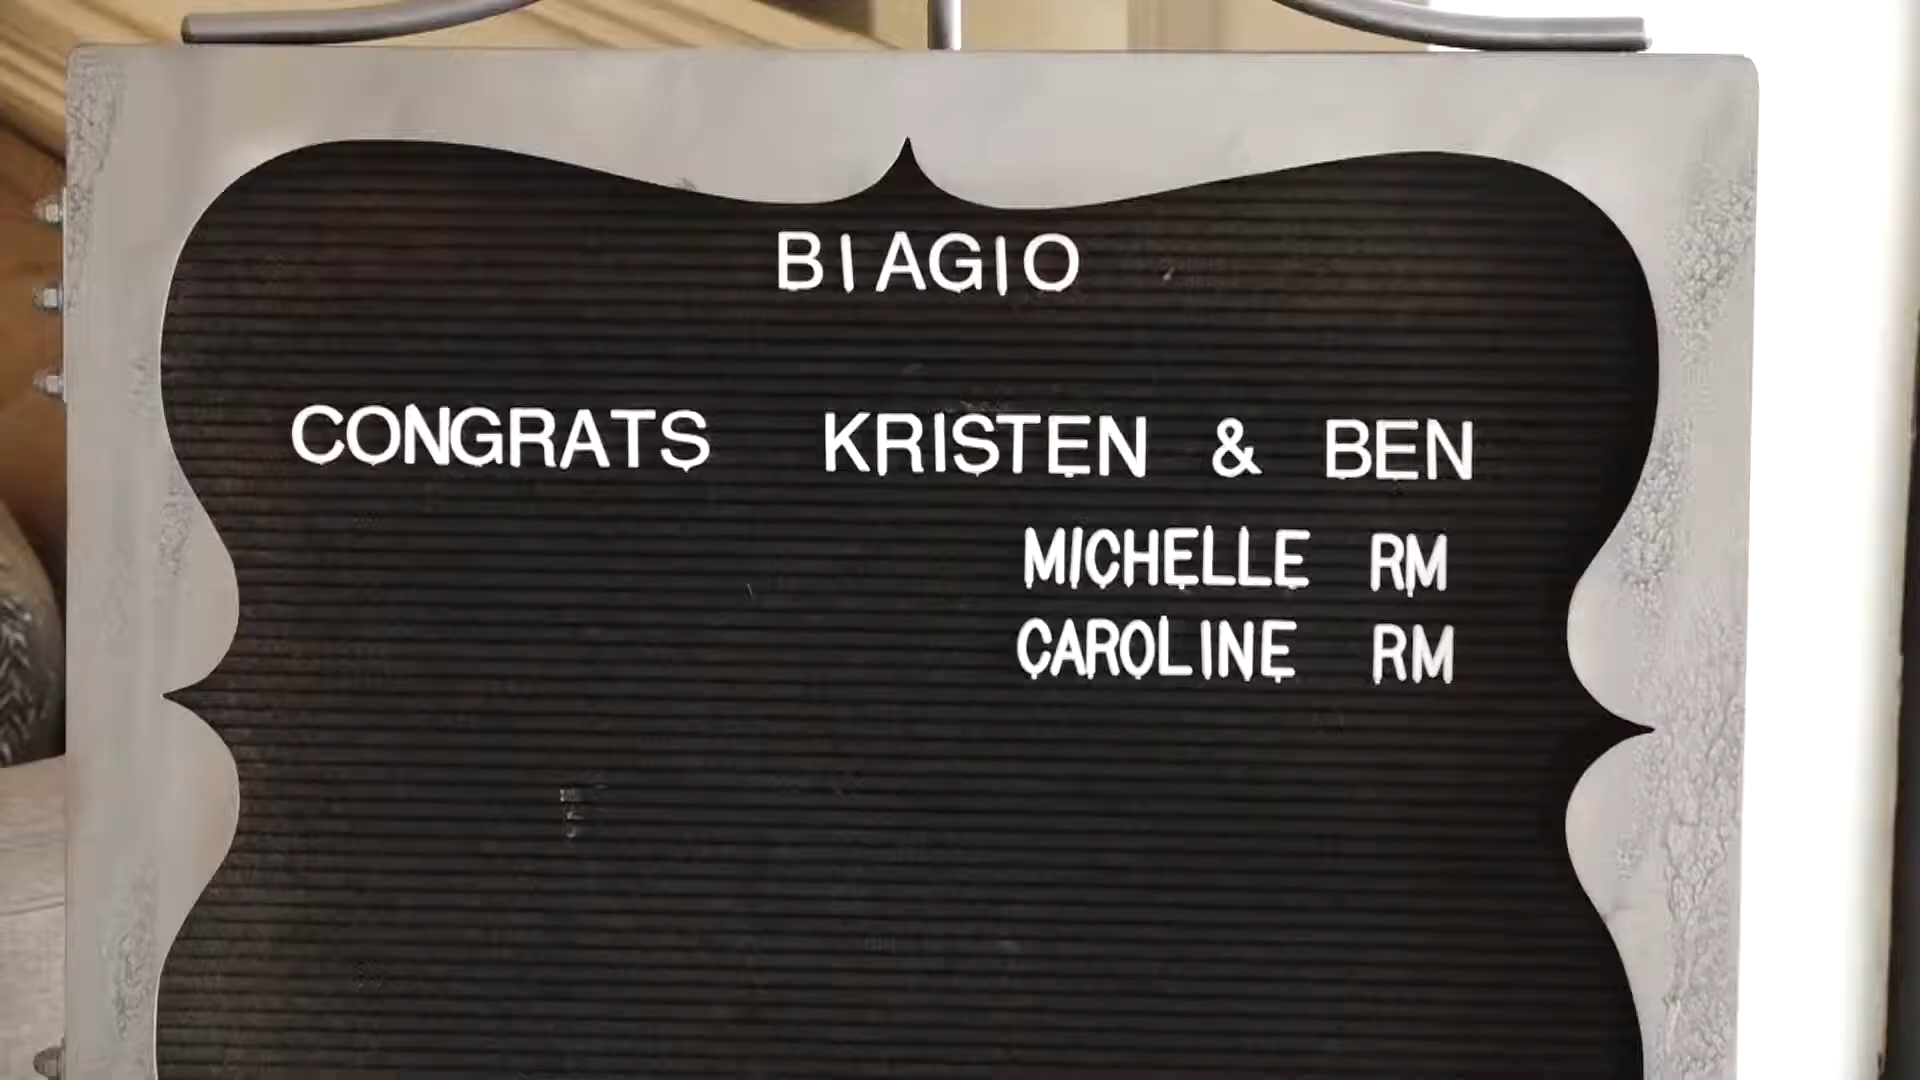 BIAGIO
CONGRATS KRISTEN & BEN
MICHELLE RM
CAROLINE RM